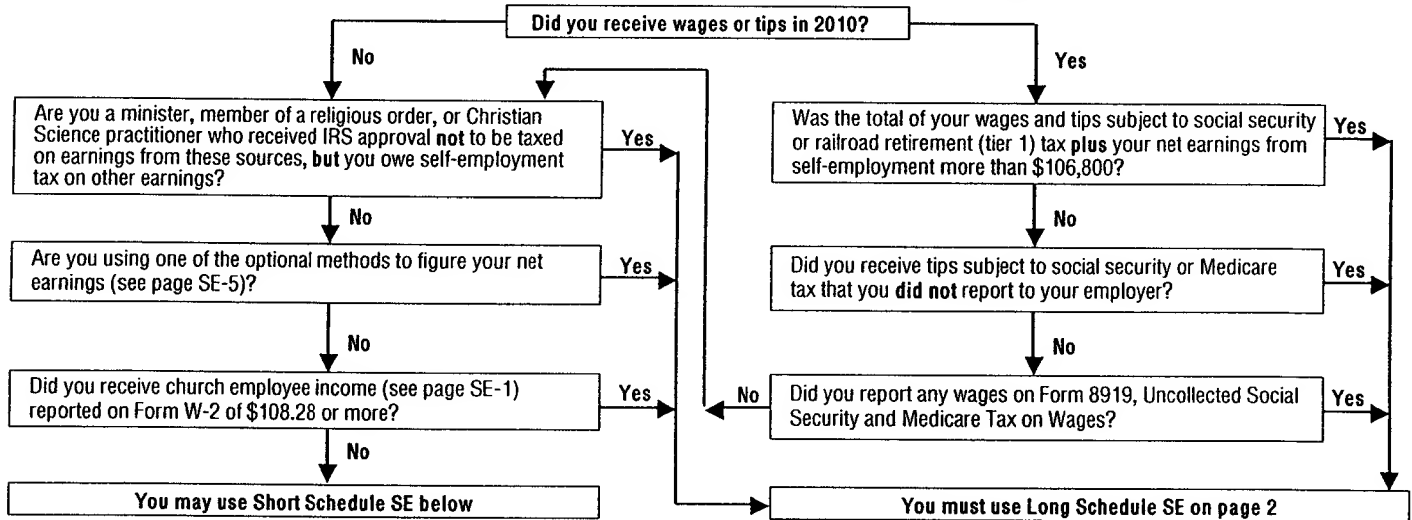 Did you receive wages or tips in 2010?
No
Yes
Are you a minister, member of a religious order, or Christian
Science practitioner who received IRS approval not to be taxed
on earnings from these sources, but you owe self-employment
tax on other earnings?
Yes
No
Are you using one of the optional methods to figure your net
earnings (see page SE-5)?
Yes
No
Did you receive church employee income (see page SE-1)
reported on Form W-2 of $108.28 or more?
Yes
No
You may use Short Schedule SE below
Was the total of your wages and tips subject to social security
or railroad retirement (tier 1) tax plus your net earnings from
self-employment more than $106,800?
Yes
No
Did you receive tips subject to social security or Medicare
tax that you did not report to your employer?
Yes
No
No
Did you report any wages on Form 8919, Uncollected Social
Security and Medicare Tax on Wages?
Yes
You must use Long Schedule SE on page 2